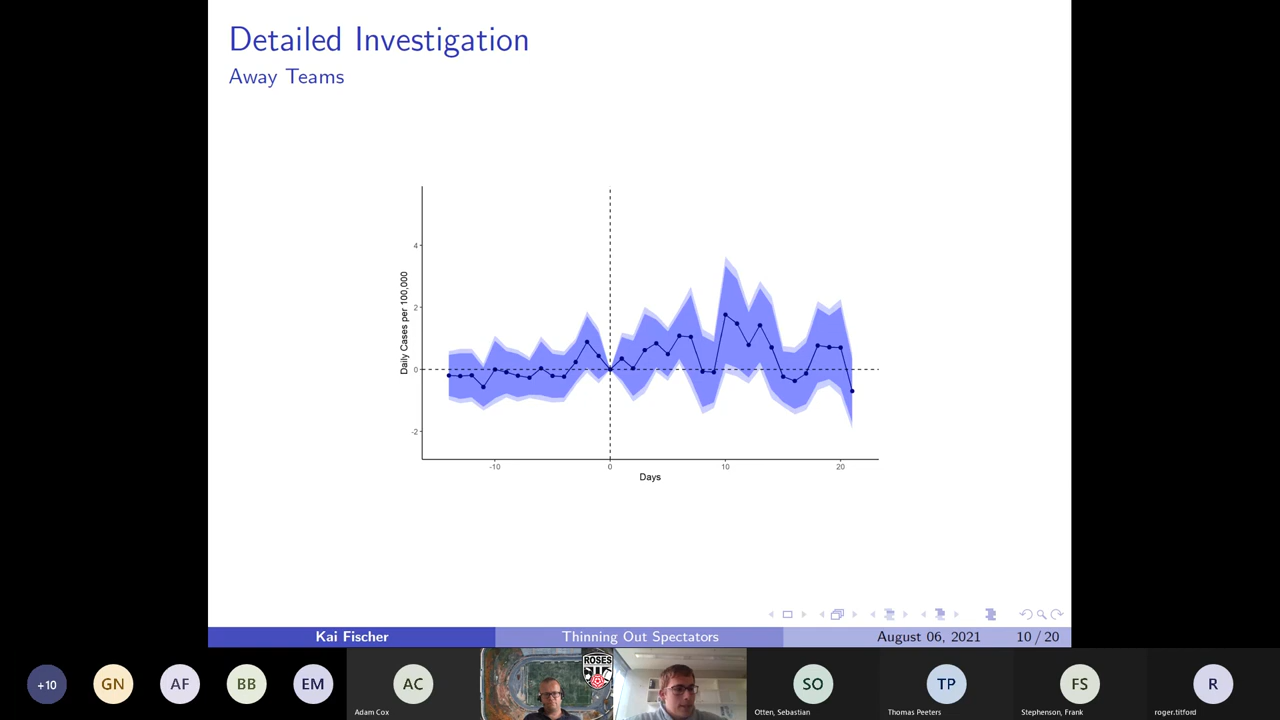 Detailed Investigation
Away Teams
Daily Cases per 100,000
4
2
0
-2
-10
0
10
20
Days
Kai Fischer
Thinning Out Spectators
August 06, 2021
10 / 20
+10
GN
AF
BB
EM
AC
Adam Cox
ROSES
SO
Otten, Sebastian
TP
Thomas Peeters
FS
Stephenson, Frank
R
roger.titford